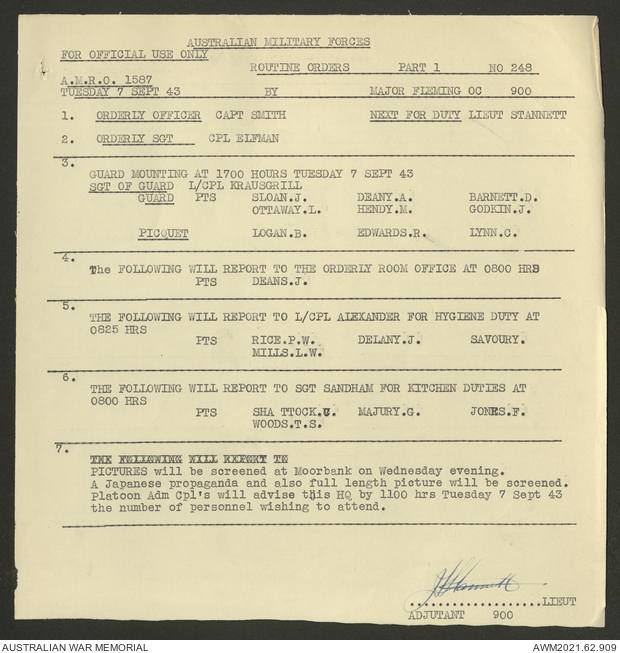 AUSTRALIAN MILITARY FORCES
FOR OFFICIAL USE ONLY
ROUTINE ORDERS PART 1 NO 248
A.M.R.O. 1587
TUESDAY 7 SEPT 43 BY MAJOR FLEMING OC 900
1. ORDERLY OFFICER CAPT SMITH NEXT FOR DUTY LIEUT STANNETT
2. ORDERLY SGT CPL ELFMAN
3.
GUARD MOUNTING AT 1700 HOURS TUESDAY 7 SEPT 43
SGT OF GUARD L/CPL KRAUSGRILL
GUARD PTS SLOAN.J. DEANY.A. BARNETT.D.
OTTAWAY.L. HENDY.M. GODKIN.J.
PICQUET LOGAN.B. EDWARDS.R. LYNN.C.
4.
The FOLLOWING WILL REPORT TO THE ORDERLY ROOM OFFICE AT 0800 HRS
PTS DEANS.J.
5.
THE FOLLOWING WILL REPORT TO L/CPL ALEXANDER FOR HYGIENE DUTY AT
0825 HRS
PTS RICE.P.W. DELANY.J. SAVOURY.
MILLS.L.W.
6.
THE FOLLOWING WILL REPORT TO SGT SANDHAM FOR KITCHEN DUTIES AT
0800 HRS
PTS SHA TTOCK. MAJURY.G. JONES.F.
WOODS.T.S.
7.
THE FOLLOWING WILL REPORT TO
PICTURES will be screened at Moorbank on Wednesday evening.
A Japanese propaganda and also full length picture will be screened.
Platoon Adm Cpl's will advise this HQ by 1100 hrs Tuesday 7 Sept 43
the number of personnel wishing to attend.
...................LIEUT
ADJUTANT 900
AUSTRALIAN WAR MEMORIAL AWM2021.62.909